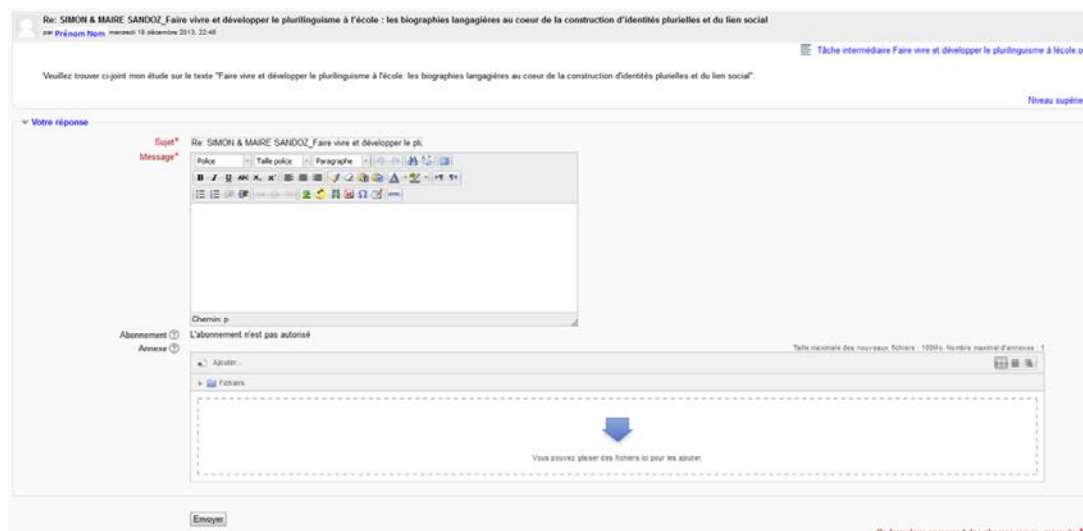 Re: SIMON & MAIRE SANDOZ_Faire vivre et développer le plurilinguisme à l'école : les biographies langagières au coeur de la construction d'identités plurielles et du lien social
par Prénom Nom, mercredi 18 décembre 2013, 22:48
Tâche intermédiaire Faire vivre et développer le plurilinguisme à lécole.o
Veuillez trouver ci-joint mon étude sur le texte "Faire vivre et développer le plurilinguisme à l'école: les biographies langagières au coeur de la construction d'identités plurielles et du lien social".
Niveau supérie
Votre réponse
Sujet* Re: SIMON & MAIRE SANDOZ_Faire vivre et développer le plu
Message*
Police Taille police Paragraphe
Chemin: p
Abonnement L'abonnement n'est pas autorisé
Annexe
Taille maximale des nouveaux fichiers : 100Mo. Nombre maximal d'annexes : 1
Ajouter...
Fichiers
Vous pouvez glisser des fichiers ici pour les ajouter.
Envoyer